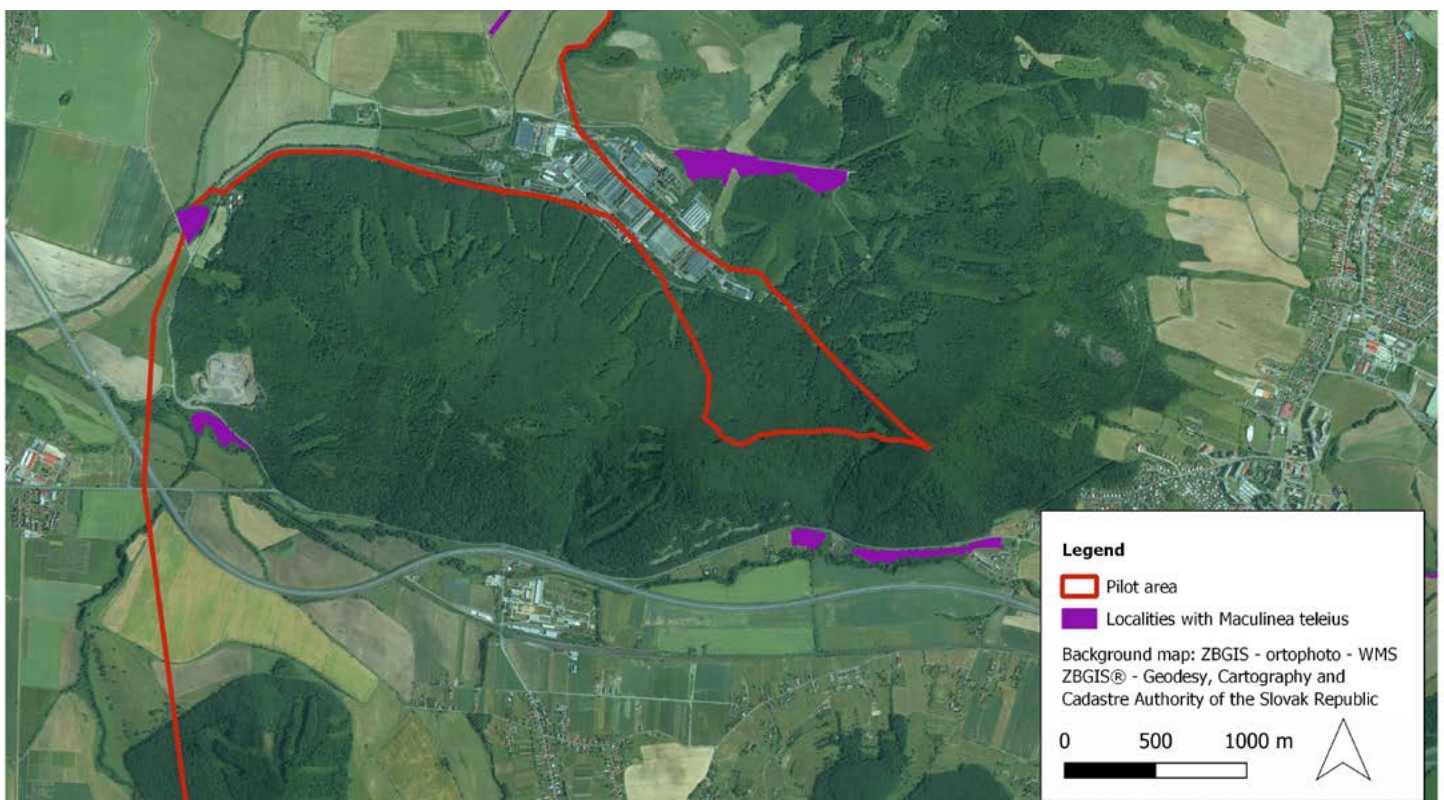 Legend
Pilot area
Localities with Maculinea teleius
Background map: ZBGIS - ortophoto - WMS
ZBGIS® - Geodesy, Cartography and
Cadastre Authority of the Slovak Republic
0 500 1000 m